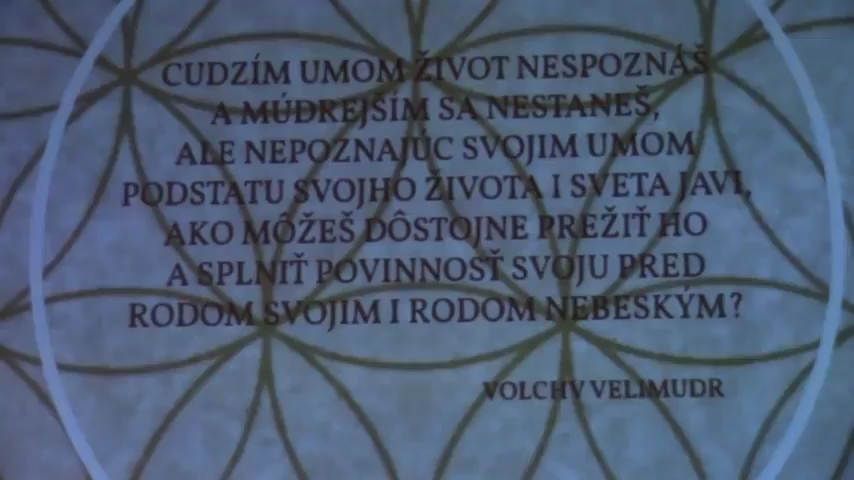 CUDZÍM UMOM ŽIVOT NESPOZNÁŠ
A MÚDREJŠÍM SA NESTANEŠ,
ALE NEPOZNAJÚC SVOJIM UMOM
PODSTATU SVOJHO ŽIVOTA I SVETA JAVI,
AKO MÔŽEŠ DÔSTOJNE PREŽIŤ HO
A SPLNIŤ POVINNOSŤ SVOJU PRED
RODOM SVOJIM I RODOM NEBESKÝM?
VOLCHV VELIMUDR